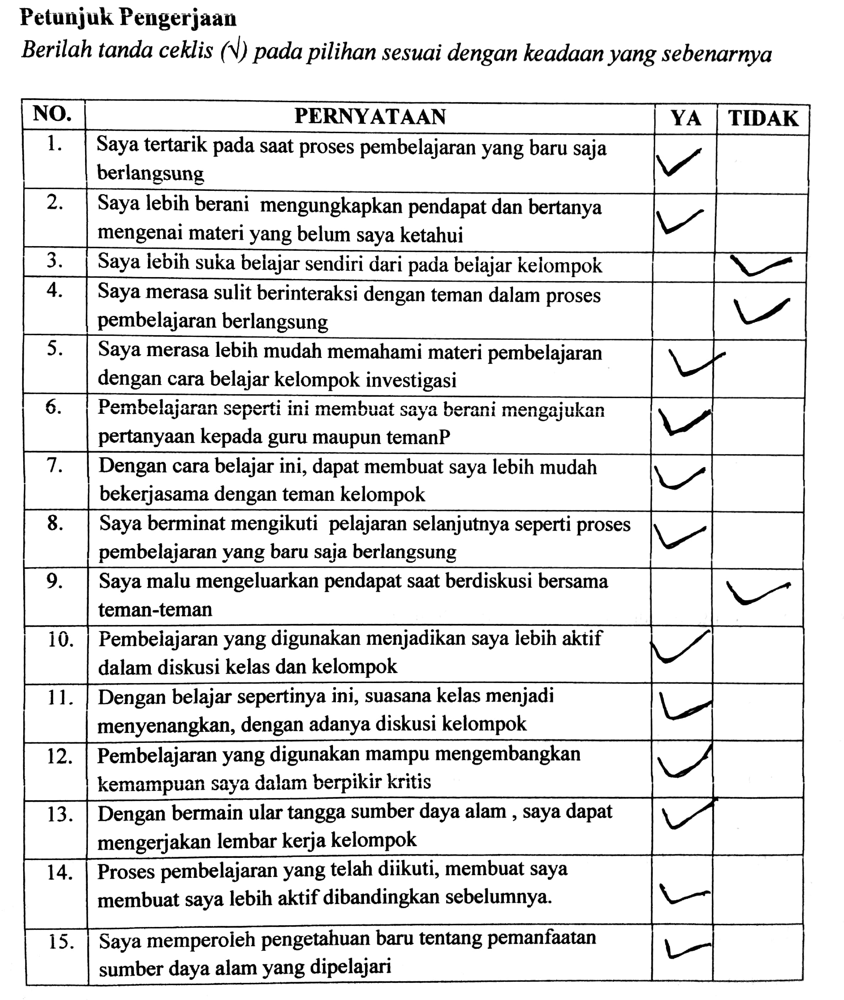 Petunjuk Pengerjaan
Berilah tanda ceklis (√) pada pilihan sesuai dengan keadaan yang sebenarnya
NO. PERNYATAAN YA TIDAK
1. Saya tertarik pada saat proses pembelajaran yang baru saja ✓
berlangsung
2. Saya lebih berani mengungkapkan pendapat dan bertanya ✓
mengenai materi yang belum saya ketahui
3. Saya lebih suka belajar sendiri dari pada belajar kelompok ✓
4. Saya merasa sulit berinteraksi dengan teman dalam proses ✓
pembelajaran berlangsung
5. Saya merasa lebih mudah memahami materi pembelajaran ✓
dengan cara belajar kelompok investigasi
6. Pembelajaran seperti ini membuat saya berani mengajukan ✓
pertanyaan kepada guru maupun temanP
7. Dengan cara belajar ini, dapat membuat saya lebih mudah ✓
bekerjasama dengan teman kelompok
8. Saya berminat mengikuti pelajaran selanjutnya seperti proses ✓
pembelajaran yang baru saja berlangsung
9. Saya malu mengeluarkan pendapat saat berdiskusi bersama ✓
teman-teman
10. Pembelajaran yang digunakan menjadikan saya lebih aktif ✓
dalam diskusi kelas dan kelompok
11. Dengan belajar sepertinya ini, suasana kelas menjadi ✓
menyenangkan, dengan adanya diskusi kelompok
12. Pembelajaran yang digunakan mampu mengembangkan ✓
kemampuan saya dalam berpikir kritis
13. Dengan bermain ular tangga sumber daya alam , saya dapat ✓
mengerjakan lembar kerja kelompok
14. Proses pembelajaran yang telah diikuti, membuat saya
membuat saya lebih aktif dibandingkan sebelumnya. ✓
15. Saya memperoleh pengetahuan baru tentang pemanfaatan ✓
sumber daya alam yang dipelajari